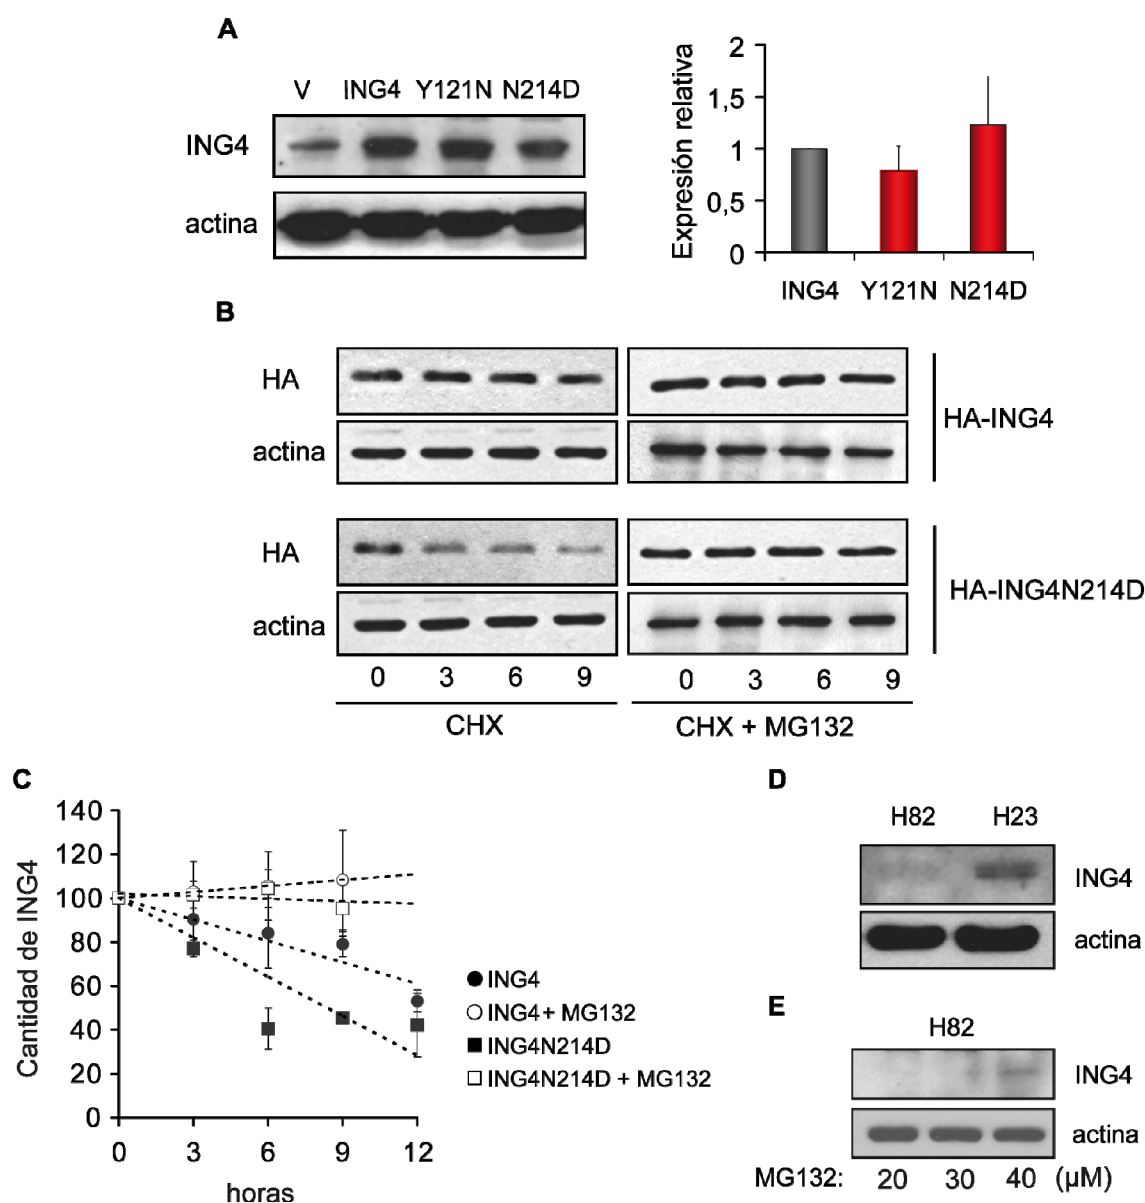 A
V ING4 Y121N N214D
ING4
actina
Expresión relativa
2
1,5
1
0,5
0
ING4 Y121N N214D
B
HA
actina
HA-ING4
HA
actina
HA-ING4N214D
0 3 6 9 0 3 6 9
CHX CHX + MG132
C
Cantidad de ING4
140
120
100
80
60
40
20
0
0 3 6 9 12
horas
ING4
ING4+ MG132
ING4N214D
ING4N214D + MG132
D
H82 H23
ING4
actina
E
H82
ING4
actina
MG132: 20 30 40 (µM)